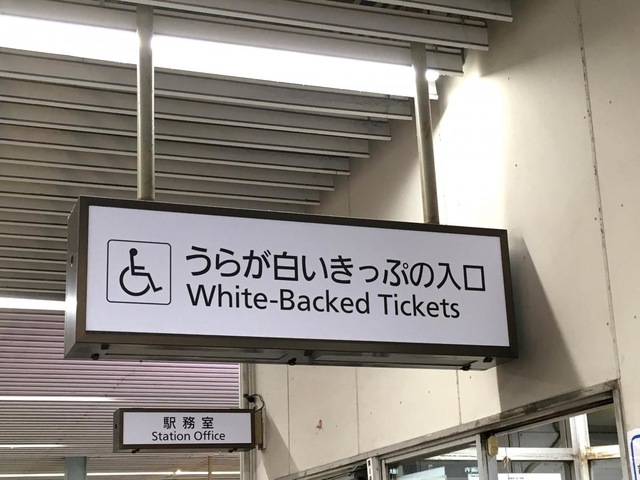 うらが白いきっぷの入口
White-Backed Tickets
駅務室
Station Office